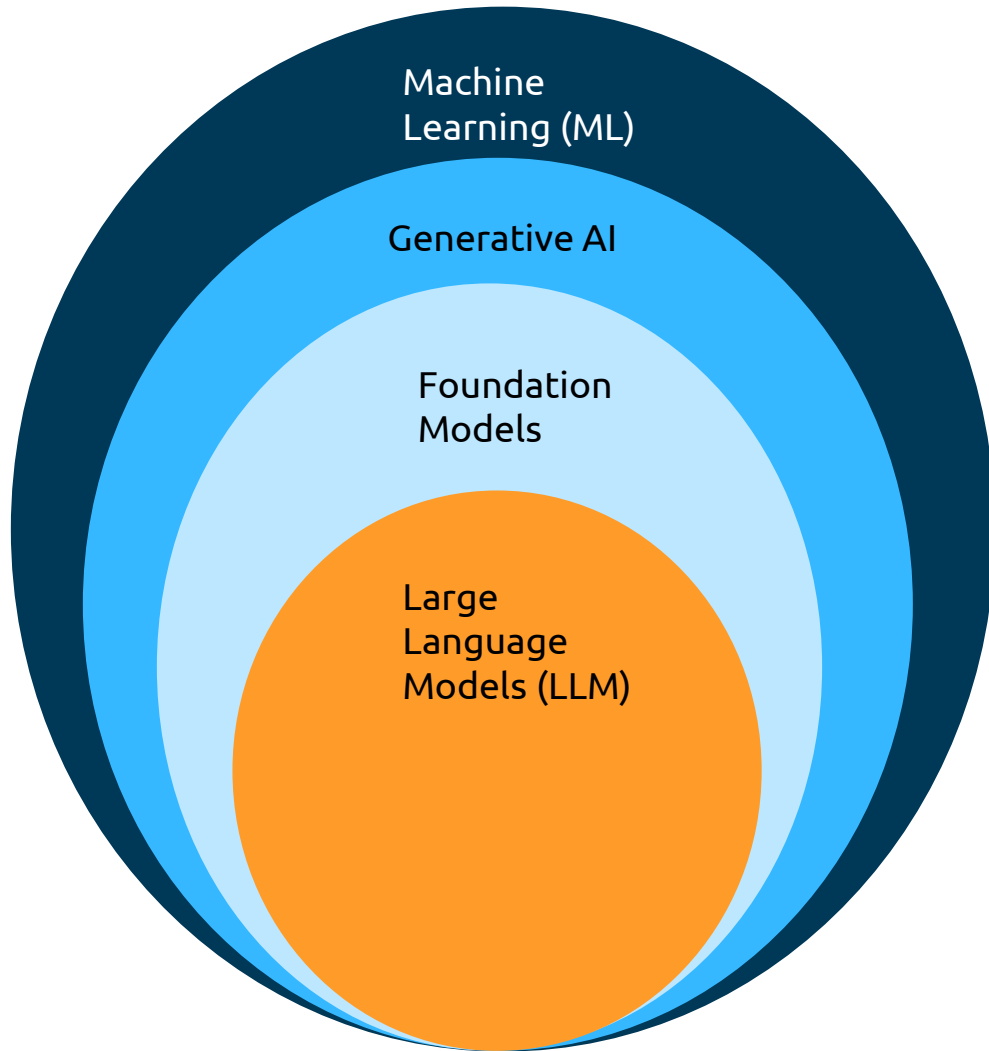 Machine
Learning (ML)
Generative AI
Foundation
Models
Large
Language
Models (LLM)